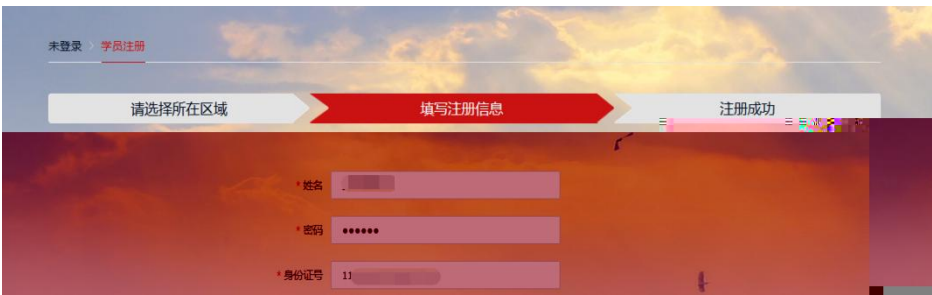 未登录 > 学员注册
请选择所在区域 填写注册信息 注册成功
*姓名
*密码 ••••••
*身份证号 11